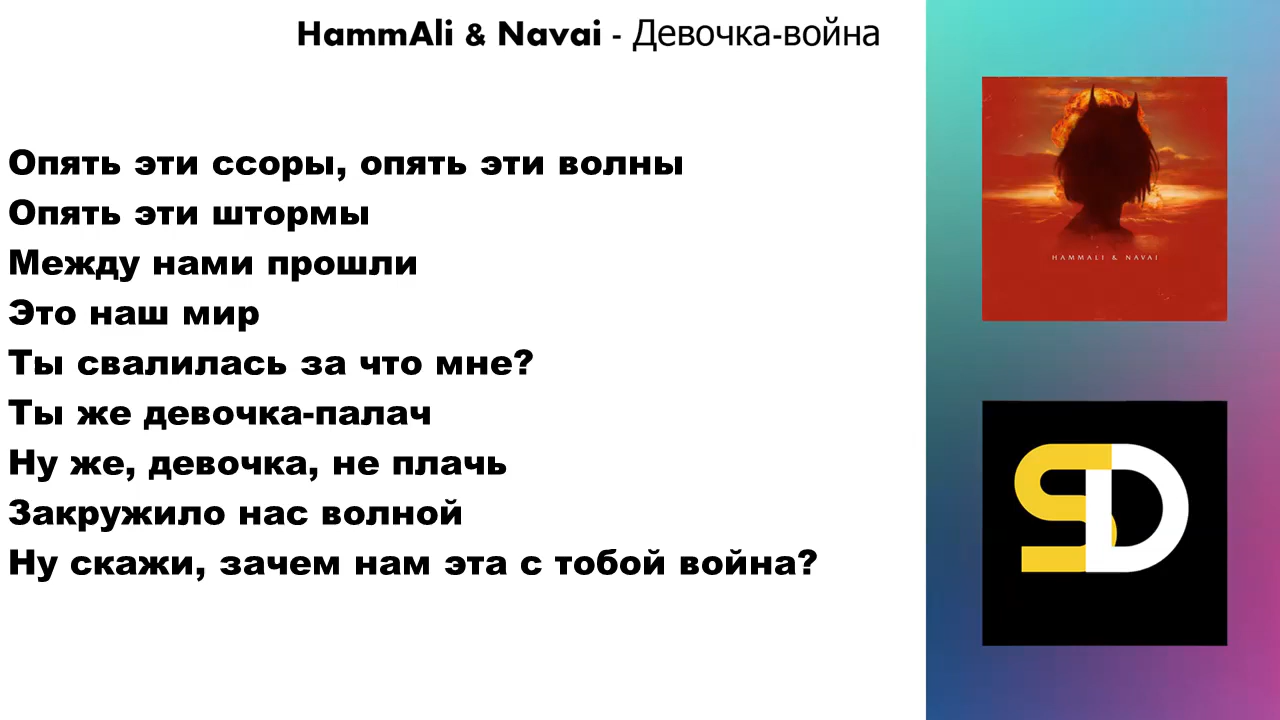 HammAli & Navai - Девочка-война
Опять эти ссоры, опять эти волны
Опять эти штормы
Между нами прошли
Это наш мир
Ты свалилась за что мне?
Ты же девочка-палач
Ну же, девочка, не плачь
Закружило нас волной
Ну скажи, зачем нам эта с тобой война?
HAMMALI & NAVAI
SD